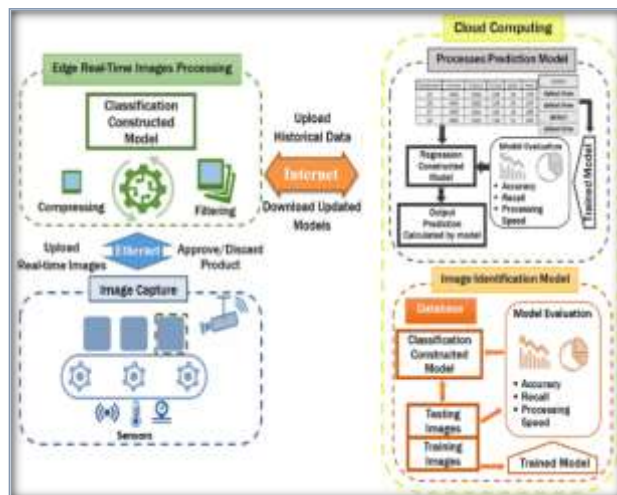 Cloud Computing
Edge Real-Time Images Processing
Classification
Constructed
Model
Compressing
Filtering
Upload
Historical Data
Internet
Download Updated
Models
Upload
Real-time Images
Ethernet
Approve/Discard
Product
Image Capture
Sensors
Processes Prediction Model
Regression
Constructed
Model
Output
Prediction
Calculated by model
Model Evaluation
Accuracy
Recall
Processing
Speed
Trained Model
Image Identification Model
Database
Classification
Constructed
Model
Testing
Images
Training
Images
Model Evaluation
Accuracy
Recall
Processing
Speed
Trained Model